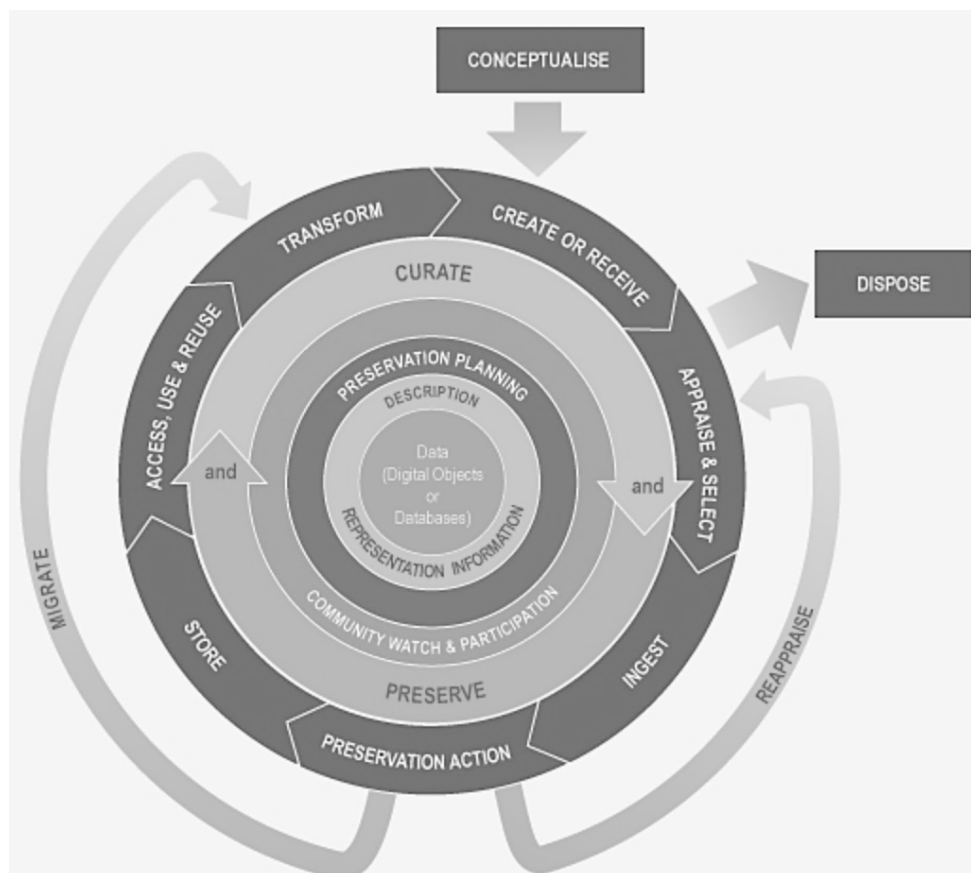 CONCEPTUALISE
TRANSFORM
CREATE OR RECEIVE
DISPOSE
CURATE
ACCESS, USE & REUSE
APPRAISE & SELECT
PRESERVATION PLANNING
DESCRIPTION
and
Data
(Digital Objects
or
Databases)
and
REPRESENTATION INFORMATION
MIGRATE
COMMUNITY WATCH & PARTICIPATION
STORE
INGEST
REAPPRAISE
PRESERVE
PRESERVATION ACTION